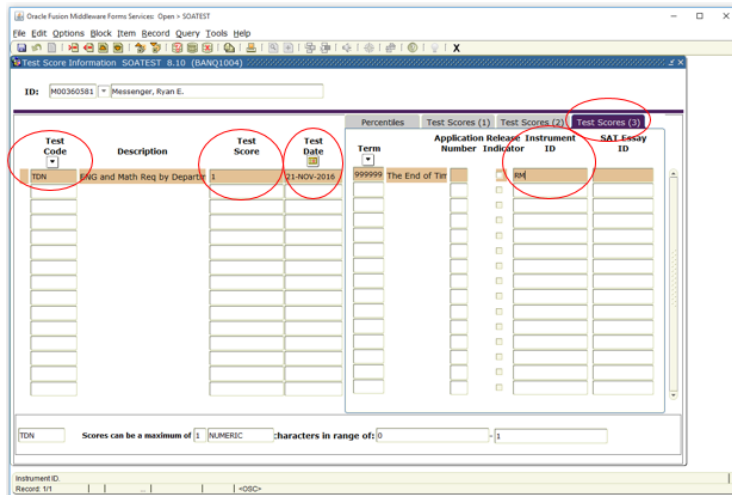 Oracle Fusion Middleware Forms Services: Open > SOATEST
File Edit Options Block Item Record Query Tools Help
X
Test Score Information SOATEST 8.10 (BANQ1004)
ID: M00360581 Messenger, Ryan E.
Percentiles Test Scores (1) Test Scores (2) Test Scores (3)
Test Code Description Test Score Test Date Term Application Number Release Indicator Instrument ID SAT Essay ID
TDN ENG and Math Req by Departm 1 21-NOV-2016 999999 The End of Tim RM
TDN Scores can be a maximum of 1 NUMERIC characters in range of: 0 - 1
Instrument ID.
Record: 1/1 ... <OSC>